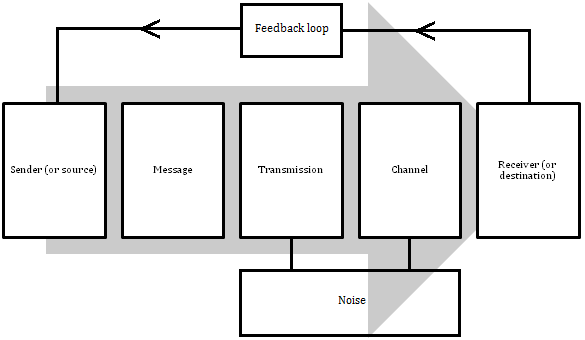 Feedback loop
Sender (or source)
Message
Transmission
Channel
Receiver (or
destination)
Noise